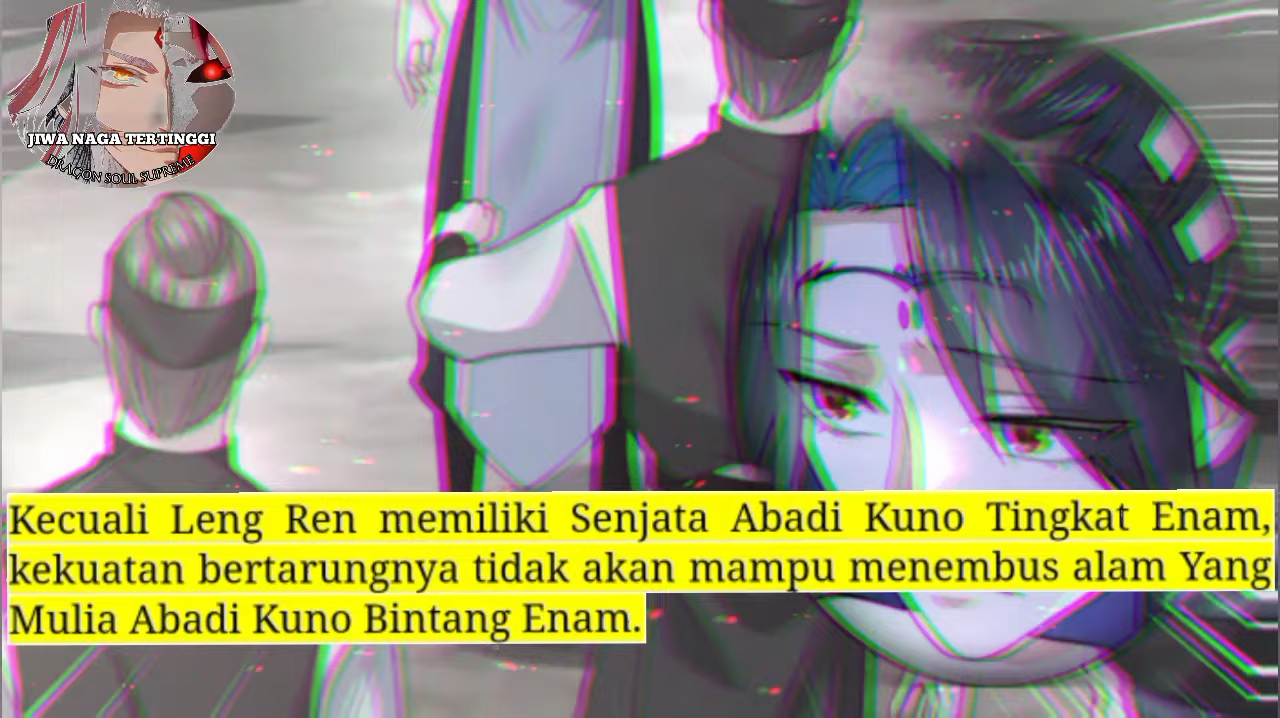 JIWA NAGA TERTINGGI
DRAGON SOUL SUPREME
Kecuali Leng Ren memiliki Senjata Abadi Kuno Tingkat Enam,
kekuatan bertarungnya tidak akan mampu menembus alam Yang
Mulia Abadi Kuno Bintang Enam.